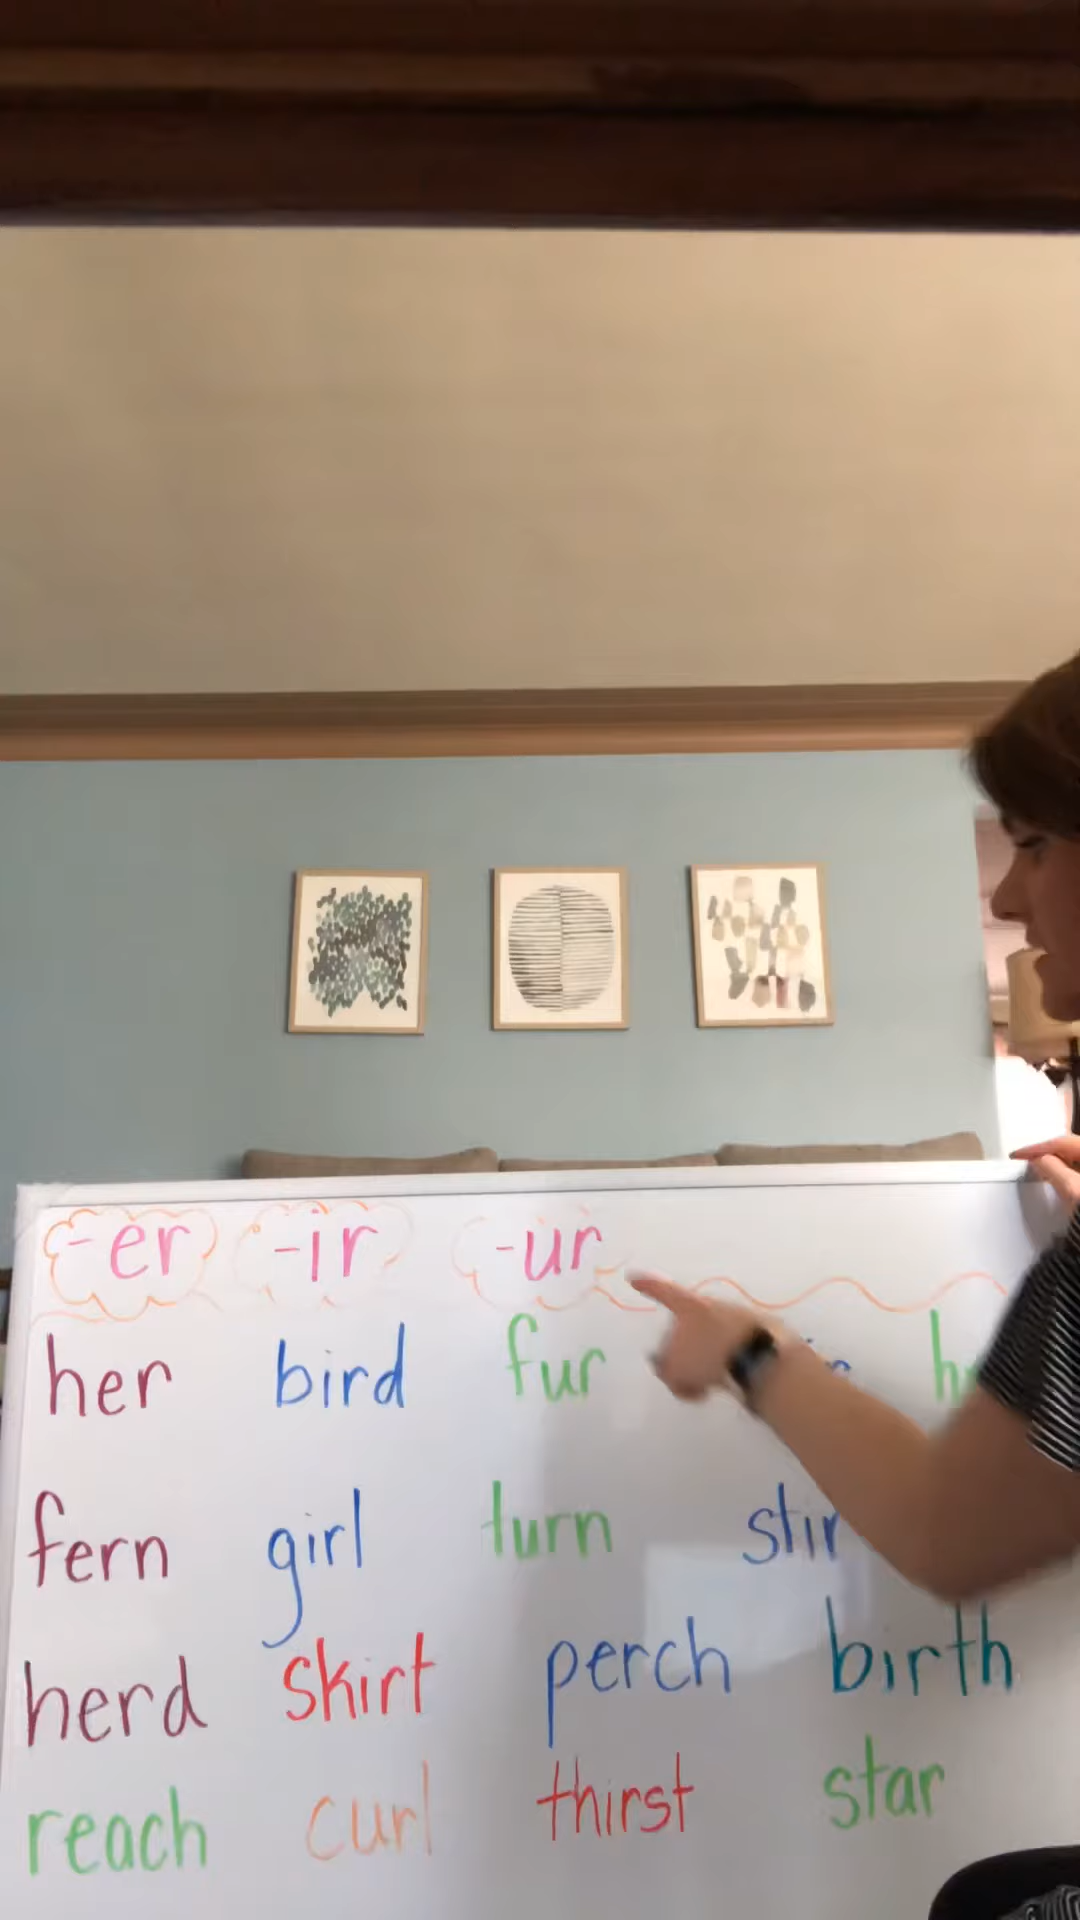 -er -ir -ur
her bird fur
fern girl turn stir
herd skirt perch birth
reach curl thirst star